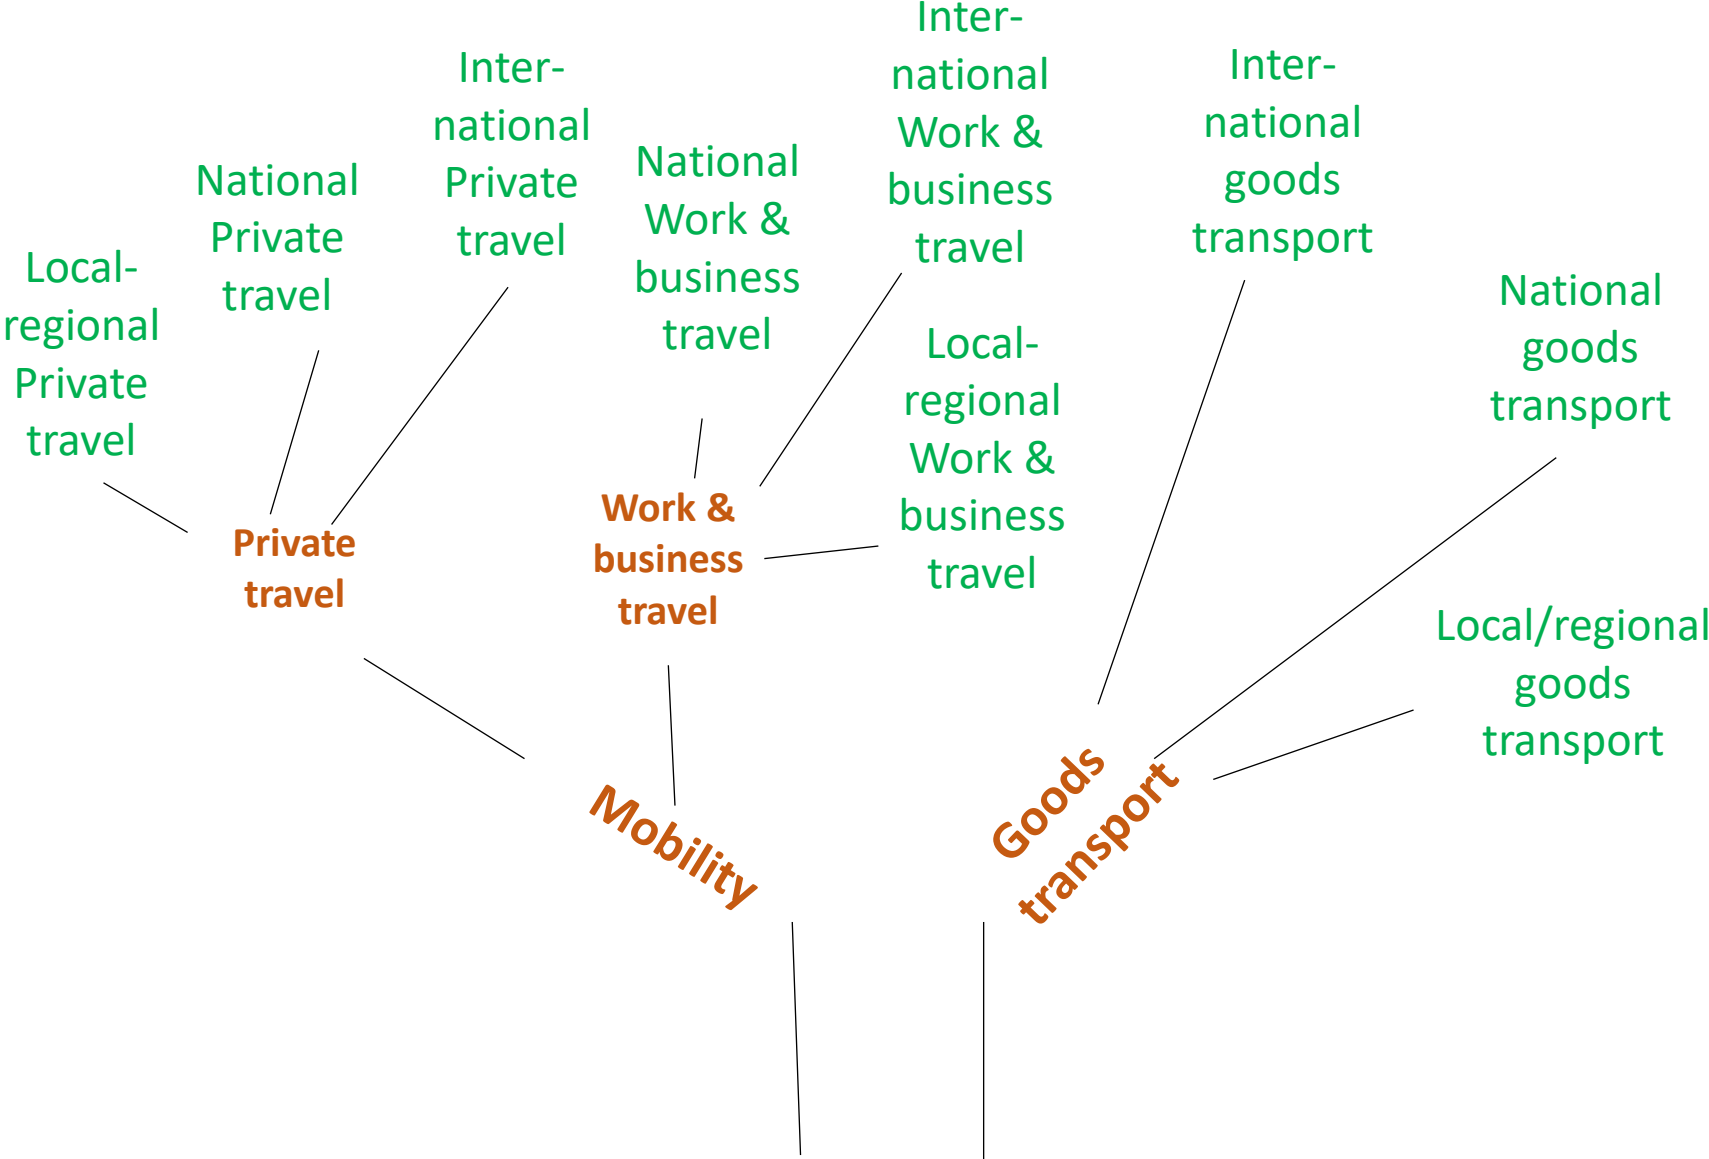 Local-
regional
Private
travel
National
Private
travel
Inter-
national
Private
travel
National
Work &
business
travel
Inter-
national
Work &
business
travel
Local-
regional
Work &
business
travel
Inter-
national
goods
transport
National
goods
transport
Local/regional
goods
transport
Private
travel
Work &
business
travel
Mobility
Goods
transport